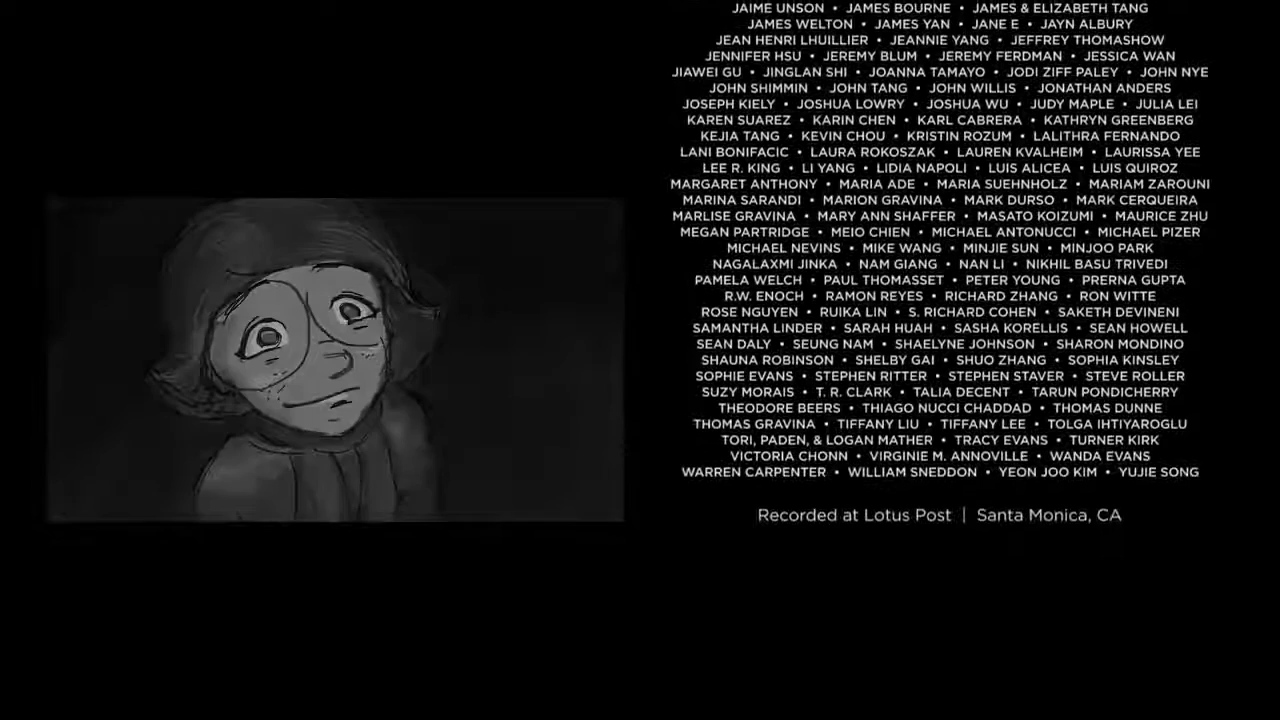 JAIME UNSON • JAMES BOURNE • JAMES & ELIZABETH TANG
JAMES WELTON • JAMES YAN • JANE E • JAYN ALBURY
JEAN HENRI LHUILLIER • JEANNIE YANG • JEFFREY THOMASHOW
JENNIFER HSU • JEREMY BLUM • JEREMY FERDMAN • JESSICA WAN
JIAWEI GU • JINGLAN SHI • JOANNA TAMAYO • JODI ZIFF PALEY • JOHN NYE
JOHN SHIMMIN • JOHN TANG • JOHN WILLIS • JONATHAN ANDERS
JOSEPH KIELY • JOSHUA LOWRY • JOSHUA WU • JUDY MAPLE • JULIA LEI
KAREN SUAREZ • KARIN CHEN • KARL CABRERA • KATHRYN GREENBERG
KEJIA TANG • KEVIN CHOU • KRISTIN ROZUM • LALITHRA FERNANDO
LANI BONIFACIC • LAURA ROKOSZAK • LAUREN KVALHEIM • LAURISSA YEE
LEE R. KING • LI YANG • LIDIA NAPOLI • LUIS ALICEA • LUIS QUIROZ
MARGARET ANTHONY • MARIA ADE • MARIA SUEHNHOLZ • MARIAM ZAROUNI
MARINA SARANDI • MARION GRAVINA • MARK DURSO • MARK CERQUEIRA
MARLISE GRAVINA • MARY ANN SHAFFER • MASATO KOIZUMI • MAURICE ZHU
MEGAN PARTRIDGE • MEIO CHIEN • MICHAEL ANTONUCCI • MICHAEL PIZER
MICHAEL NEVINS • MIKE WANG • MINJIE SUN • MINJOO PARK
NAGALAXMI JINKA • NAM GIANG • NAN LI • NIKHIL BASU TRIVEDI
PAMELA WELCH • PAUL THOMASSET • PETER YOUNG • PRERNA GUPTA
R.W. ENOCH • RAMON REYES • RICHARD ZHANG • RON WITTE
ROSE NGUYEN • RUIKA LIN • S. RICHARD COHEN • SAKETH DEVINENI
SAMANTHA LINDER • SARAH HUAH • SASHA KORELLIS • SEAN HOWELL
SEAN DALY • SEUNG NAM • SHAELYNE JOHNSON • SHARON MONDINO
SHAUNA ROBINSON • SHELBY GAI • SHUO ZHANG • SOPHIA KINSLEY
SOPHIE EVANS • STEPHEN RITTER • STEPHEN STAVER • STEVE ROLLER
SUZY MORAIS • T. R. CLARK • TALIA DECENT • TARUN PONDICHERRY
THEODORE BEERS • THIAGO NUCCI CHADDAD • THOMAS DUNNE
THOMAS GRAVINA • TIFFANY LIU • TIFFANY LEE • TOLGA IHTIYAROGLU
TORI, PADEN, & LOGAN MATHER • TRACY EVANS • TURNER KIRK
VICTORIA CHONN • VIRGINIE M. ANNOVILLE • WANDA EVANS
WARREN CARPENTER • WILLIAM SNEDDON • YEON JOO KIM • YUJIE SONG
Recorded at Lotus Post | Santa Monica, CA